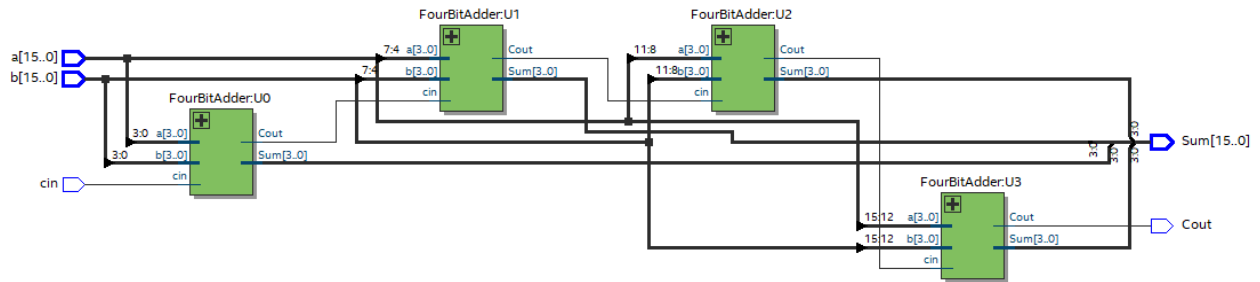 FourBitAdder:U1
FourBitAdder:U2
a[15..0]
b[15..0]
7:4 a[3..0]
7:4 b[3..0]
cin
Cout
Sum[3..0]
11:8 a[3..0]
11:8 b[3..0]
cin
Cout
Sum[3..0]
FourBitAdder:U0
3:0 a[3..0]
3:0 b[3..0]
cin
cin
Cout
Sum[3..0]
3:0
3:0
3:0
3:0
Sum[15..0]
FourBitAdder:U3
15:12 a[3..0]
15:12 b[3..0]
cin
Cout
Sum[3..0]
Cout